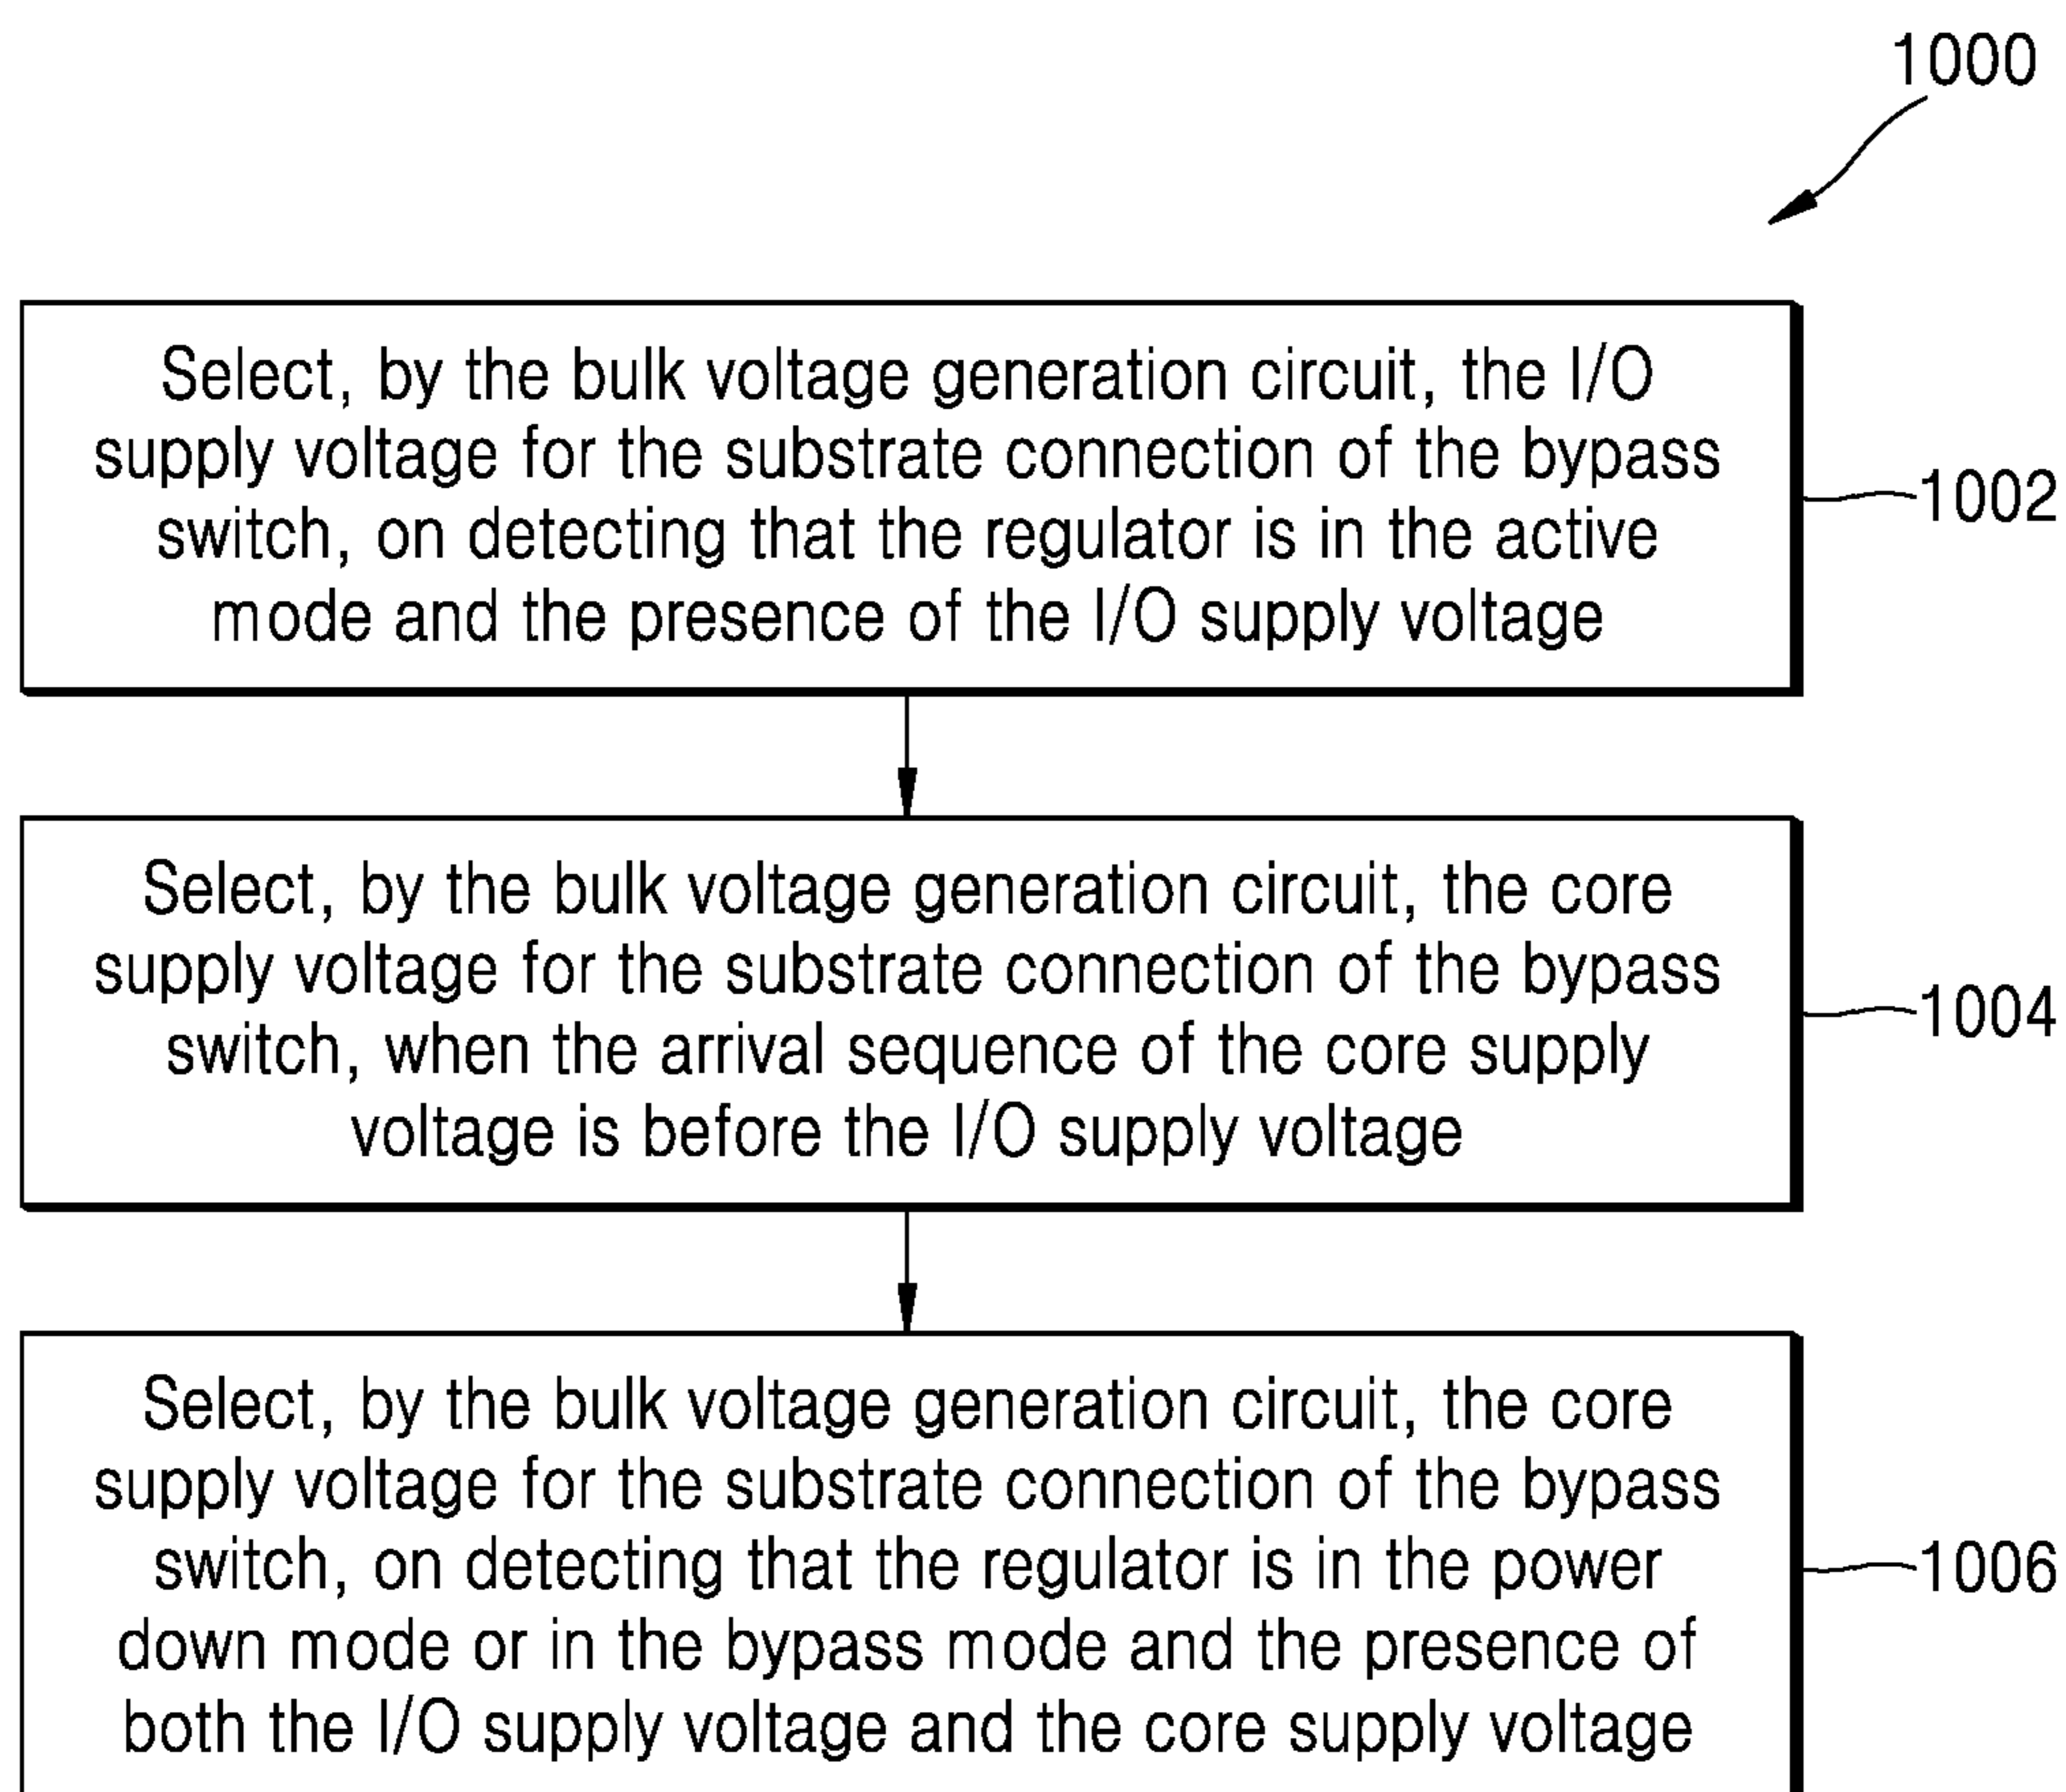 1000
Select, by the bulk voltage generation circuit, the I/O
supply voltage for the substrate connection of the bypass
switch, on detecting that the regulator is in the active
mode and the presence of the I/O supply voltage
1002
Select, by the bulk voltage generation circuit, the core
supply voltage for the substrate connection of the bypass
switch, when the arrival sequence of the core supply
voltage is before the I/O supply voltage
1004
Select, by the bulk voltage generation circuit, the core
supply voltage for the substrate connection of the bypass
switch, on detecting that the regulator is in the power
down mode or in the bypass mode and the presence of
both the I/O supply voltage and the core supply voltage
1006